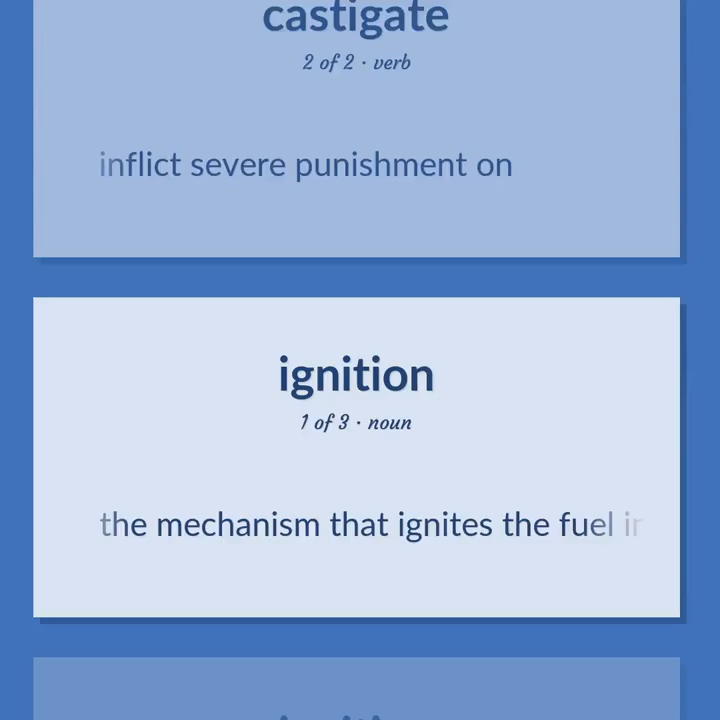 castigate
2 of 2 · verb
inflict severe punishment on
ignition
1 of 3 · noun
the mechanism that ignites the fuel